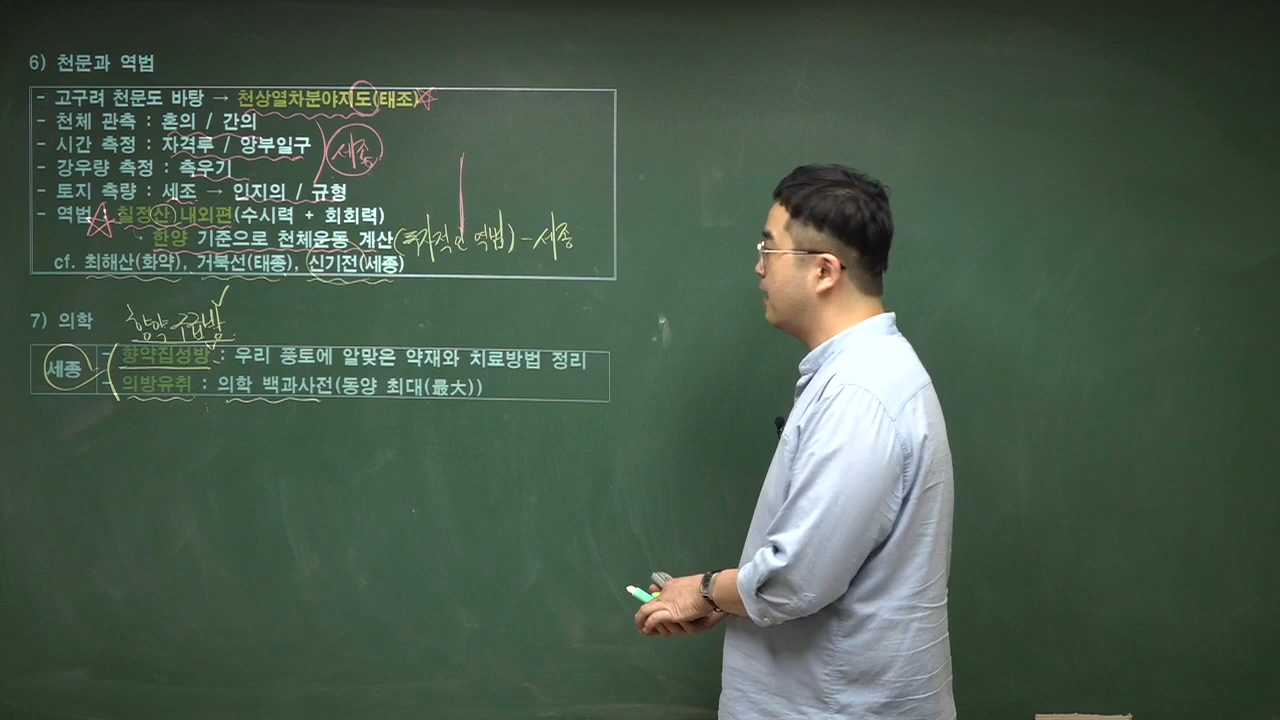 6) 천문과 역법
- 고구려 천문도 바탕 → 천상열차분야지도(태조)
- 천체 관측 : 혼의 / 간의
- 시간 측정 : 자격루 / 앙부일구
세종
- 강우량 측정 : 측우기
- 토지 측량 : 세조 → 인지의 / 규형
- 역법 : 칠정산 내외편(수시력 + 회회력)
↳ 한양 기준으로 천체운동 계산(독자적인 역법) - 세종
cf. 최해산(화약), 거북선(태종), 신기전(세종)
7) 의학
향약구급방
세종
- 향약집성방 : 우리 풍토에 알맞은 약재와 치료방법 정리
- 의방유취 : 의학 백과사전(동양 최대(最大))